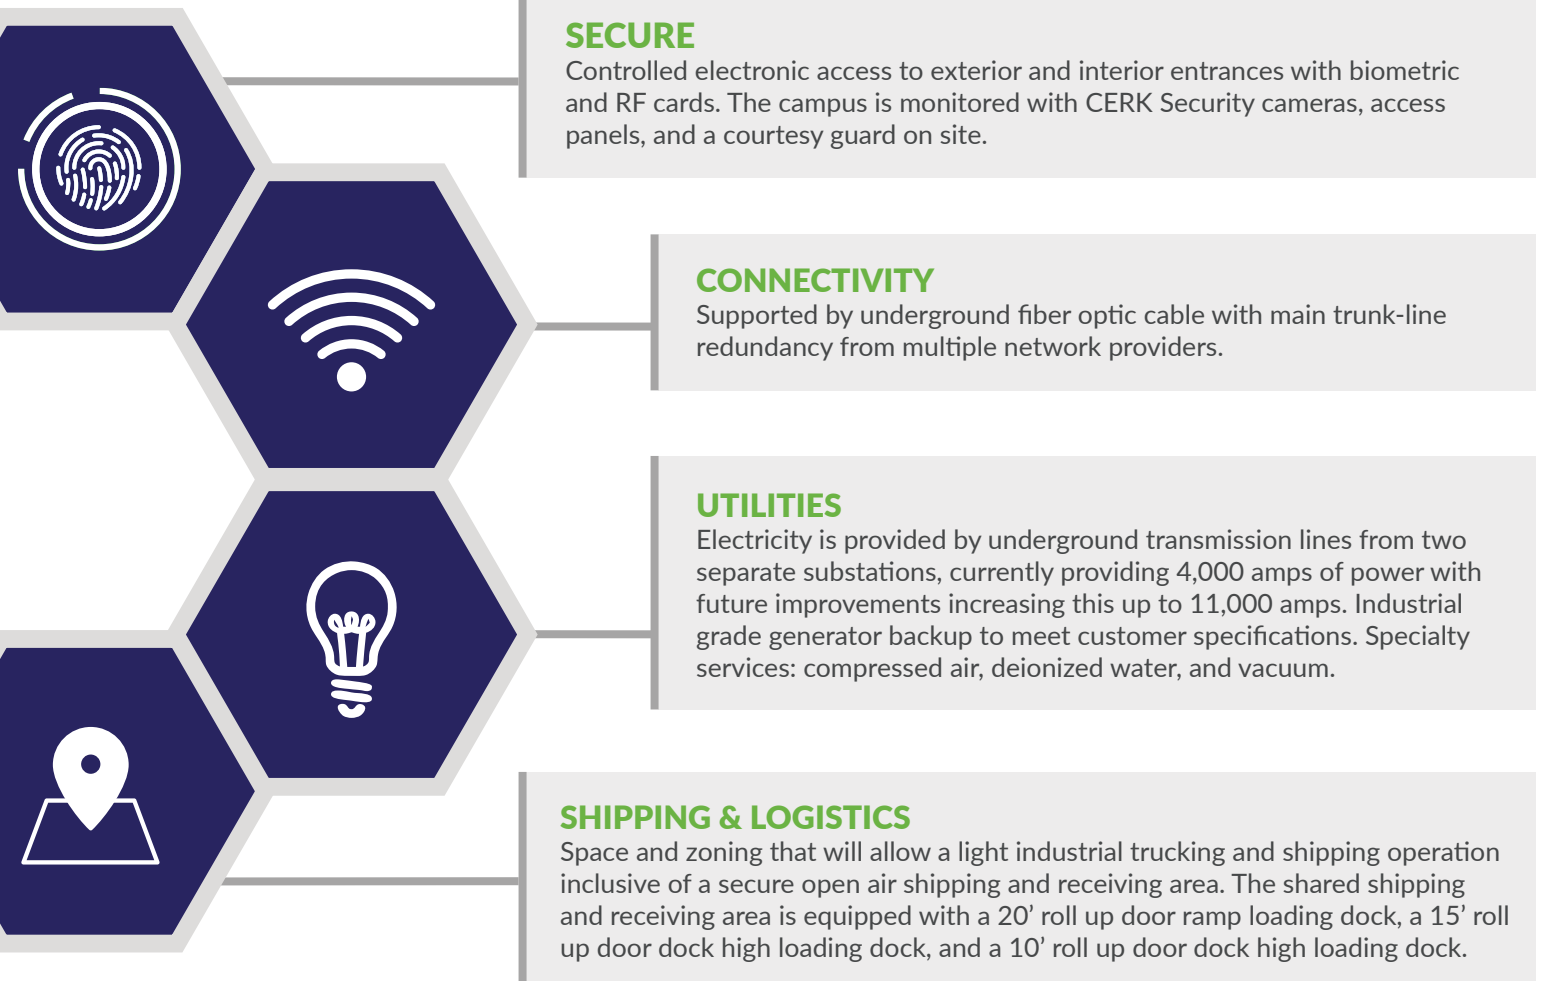 SECURE
Controlled electronic access to exterior and interior entrances with biometric
and RF cards. The campus is monitored with CERK Security cameras, access
panels, and a courtesy guard on site.
CONNECTIVITY
Supported by underground fiber optic cable with main trunk-line
redundancy from multiple network providers.
UTILITIES
Electricity is provided by underground transmission lines from two
separate substations, currently providing 4,000 amps of power with
future improvements increasing this up to 11,000 amps. Industrial
grade generator backup to meet customer specifications. Specialty
services: compressed air, deionized water, and vacuum.
SHIPPING & LOGISTICS
Space and zoning that will allow a light industrial trucking and shipping operation
inclusive of a secure open air shipping and receiving area. The shared shipping
and receiving area is equipped with a 20’ roll up door ramp loading dock, a 15’ roll
up door dock high loading dock, and a 10’ roll up door dock high loading dock.